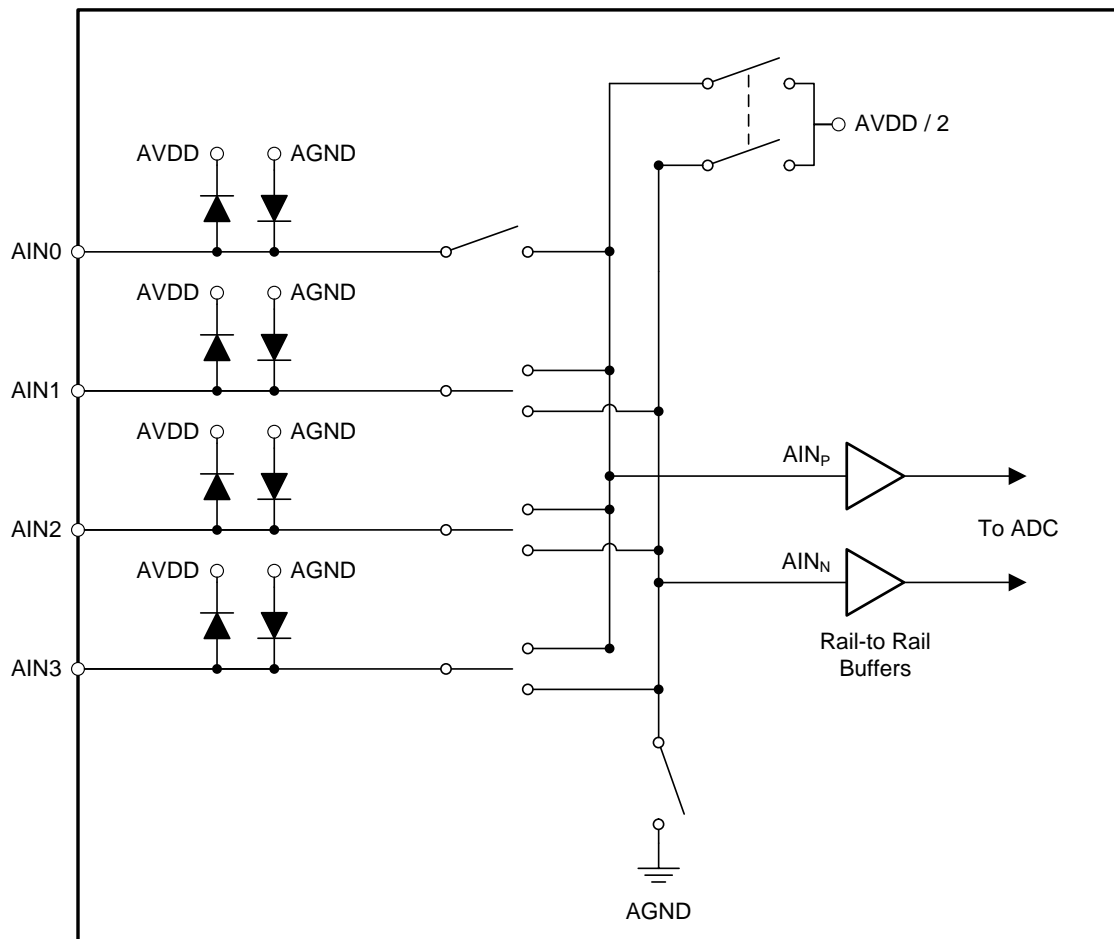 AVDD / 2
AVDD AGND
AIN0
AVDD AGND
AIN1
AVDD AGND
AINP
AIN2
To ADC
AVDD AGND
AINN
Rail-to Rail
Buffers
AIN3
AGND